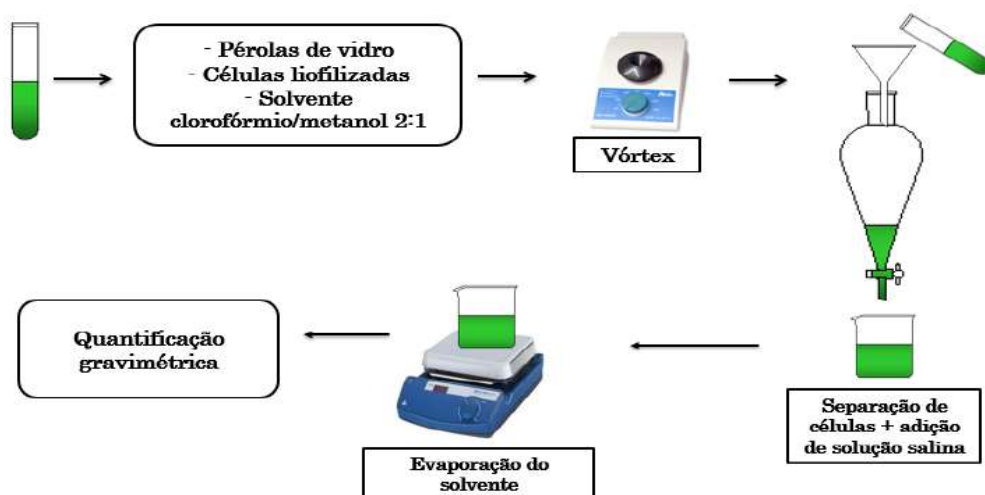 - Pérolas de vidro
- Células liofilizadas
- Solvente
clorofórmio/metanol 2:1
Vórtex
Quantificação
gravimétrica
Evaporação do
solvente
Separação de
células + adição
de solução salina